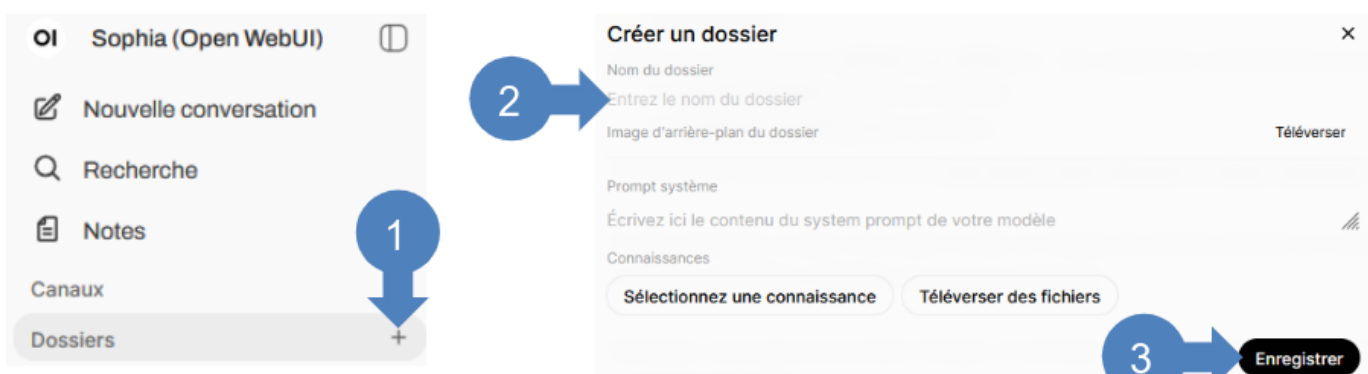 OI Sophia (Open WebUI)
Nouvelle conversation
Recherche
Notes
1
Canaux
Dossiers +
Créer un dossier ×
Nom du dossier
2
Entrez le nom du dossier
Image d'arrière-plan du dossier Téléverser
Prompt système
Écrivez ici le contenu du system prompt de votre modèle
Connaissances
Sélectionnez une connaissance Téléverser des fichiers
3
Enregistrer